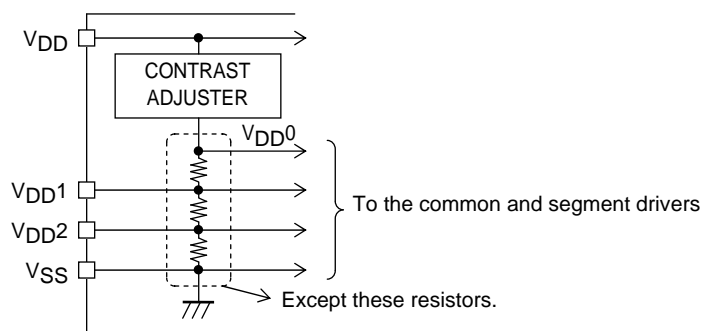 VDD
CONTRAST
ADJUSTER
VDD0
VDD1
To the common and segment drivers
VDD2
VSS
Except these resistors.